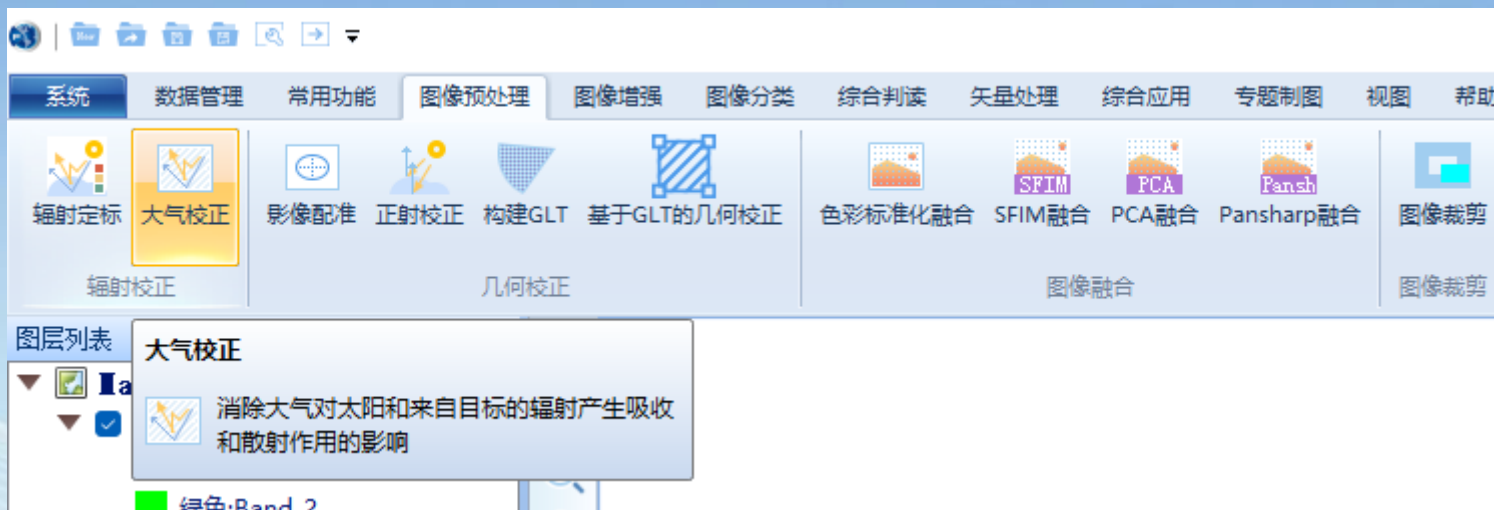 New
系统 数据管理 常用功能 图像预处理 图像增强 图像分类 综合判读 矢量处理 综合应用 专题制图 视图 帮助
SFIM PCA Pansh
辐射定标 大气校正 影像配准 正射校正 构建GLT 基于GLT的几何校正 色彩标准化融合 SFIM融合 PCA融合 Pansharp融合 图像裁剪
辐射校正 几何校正 图像融合 图像裁剪
图层列表
大气校正
消除大气对太阳和来自目标的辐射产生吸收
和散射作用的影响
绿色:Band_2